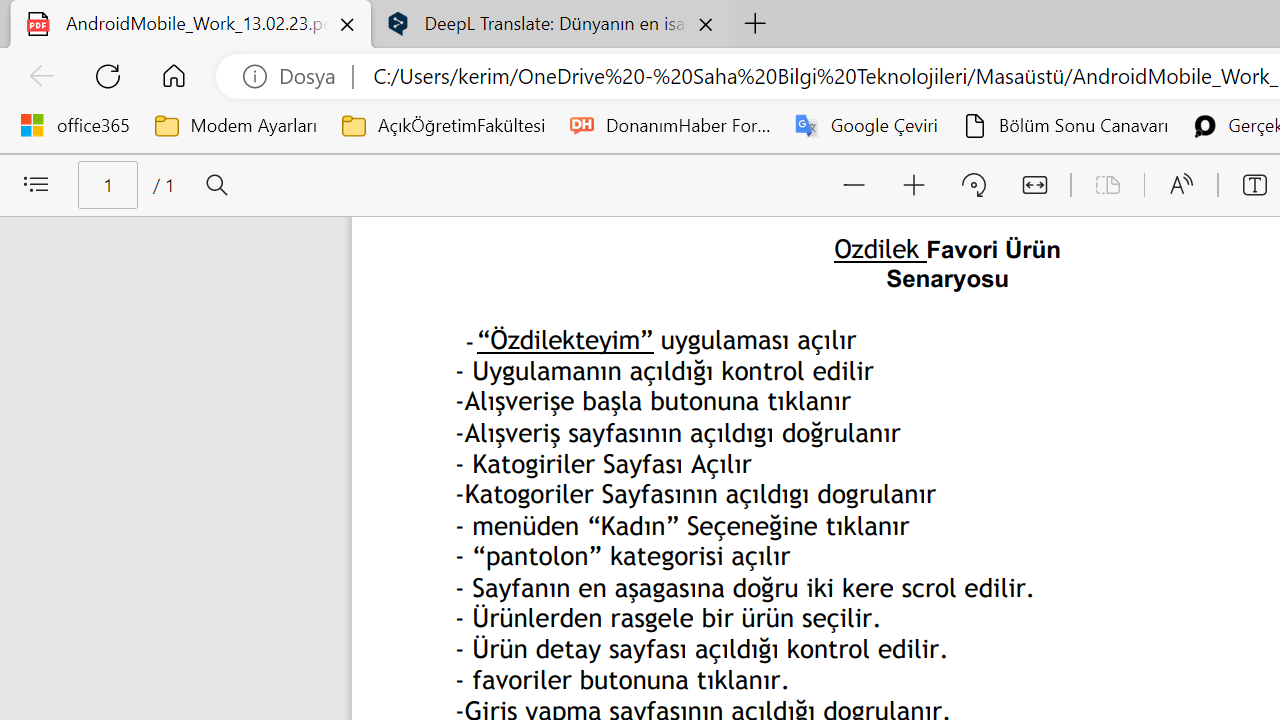 AndroidMobile_Work_13.02.23.pd
DeepL Translate: Dünyanın en isa
Dosya
C:/Users/kerim/OneDrive%20-%20Saha%20Bilgi%20Teknolojileri/Masaüstü/AndroidMobile_Work_
office365
Modem Ayarları
AçıkÖğretimFakültesi
DH
DonanımHaber For...
Google Çeviri
Bölüm Sonu Canavarı
Gerçek
1
/ 1
Ozdilek Favori Ürün
Senaryosu
-“Özdilekteyim” uygulaması açılır
- Uygulamanın açıldığı kontrol edilir
-Alışverişe başla butonuna tıklanır
-Alışveriş sayfasının açıldıgı doğrulanır
- Katogiriler Sayfası Açılır
-Katogoriler Sayfasının açıldıgı dogrulanır
- menüden “Kadın” Seçeneğine tıklanır
- “pantolon” kategorisi açılır
- Sayfanın en aşagasına doğru iki kere scrol edilir.
- Ürünlerden rasgele bir ürün seçilir.
- Ürün detay sayfası açıldığı kontrol edilir.
- favoriler butonuna tıklanır.
-Giriş yapma sayfasının açıldığı dogrulanır.